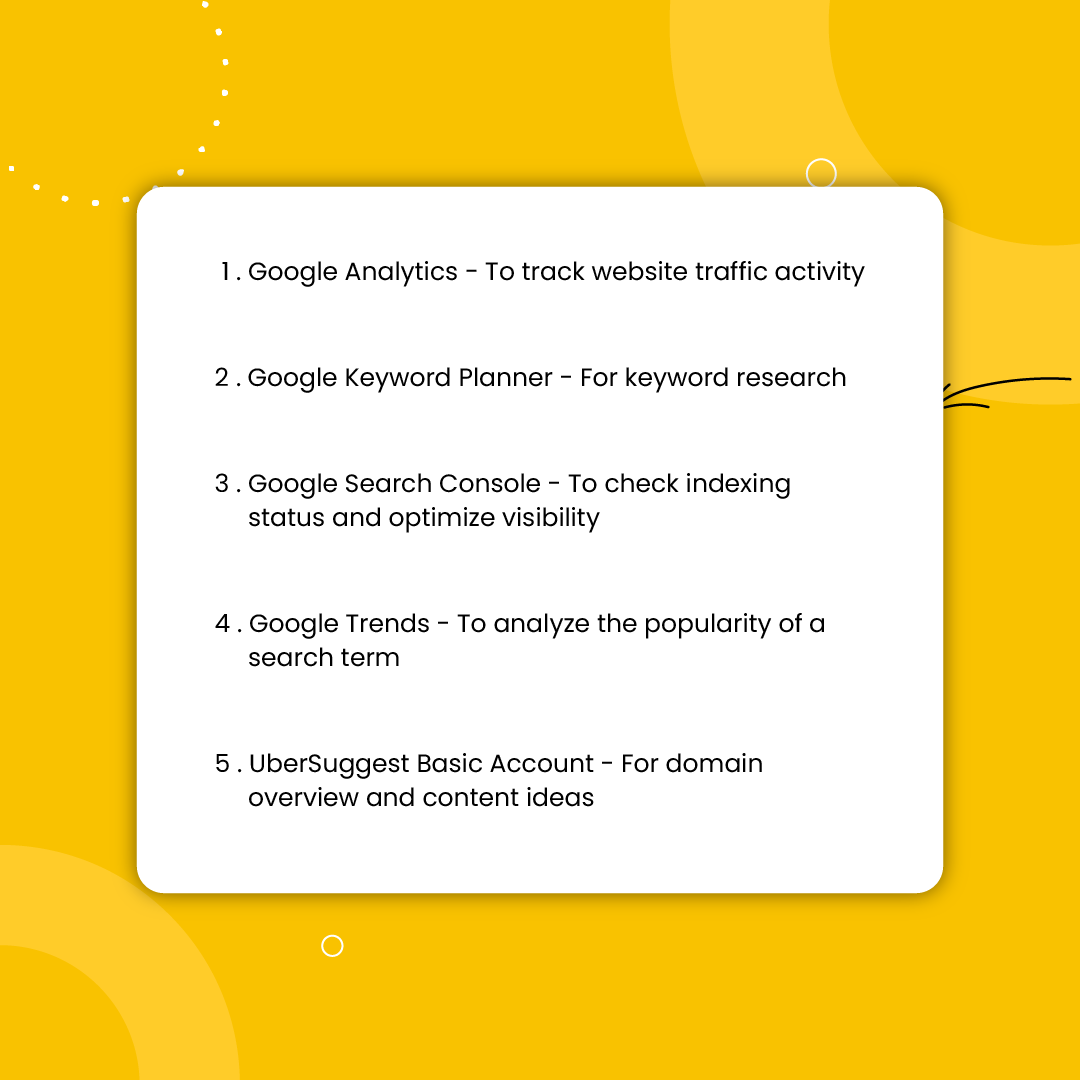 1 . Google Analytics - To track website traffic activity
2 . Google Keyword Planner - For keyword research
3 . Google Search Console - To check indexing
status and optimize visibility
4 . Google Trends - To analyze the popularity of a
search term
5 . UberSuggest Basic Account - For domain
overview and content ideas